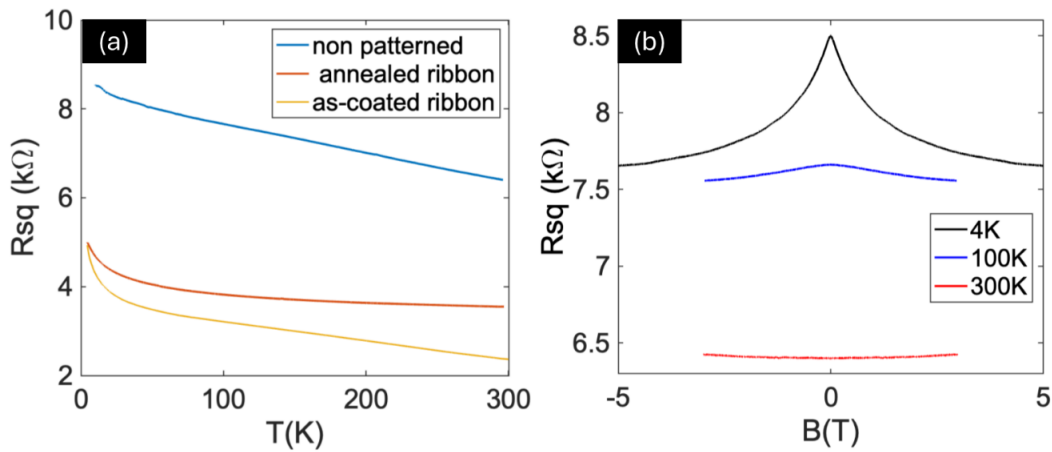 (a)
10
8
6
4
2
Rsq (kΩ)
0
100
200
300
T(K)
non patterned
annealed ribbon
as-coated ribbon
(b)
8.5
8
7.5
7
6.5
Rsq (kΩ)
-5
0
5
B(T)
4K
100K
300K